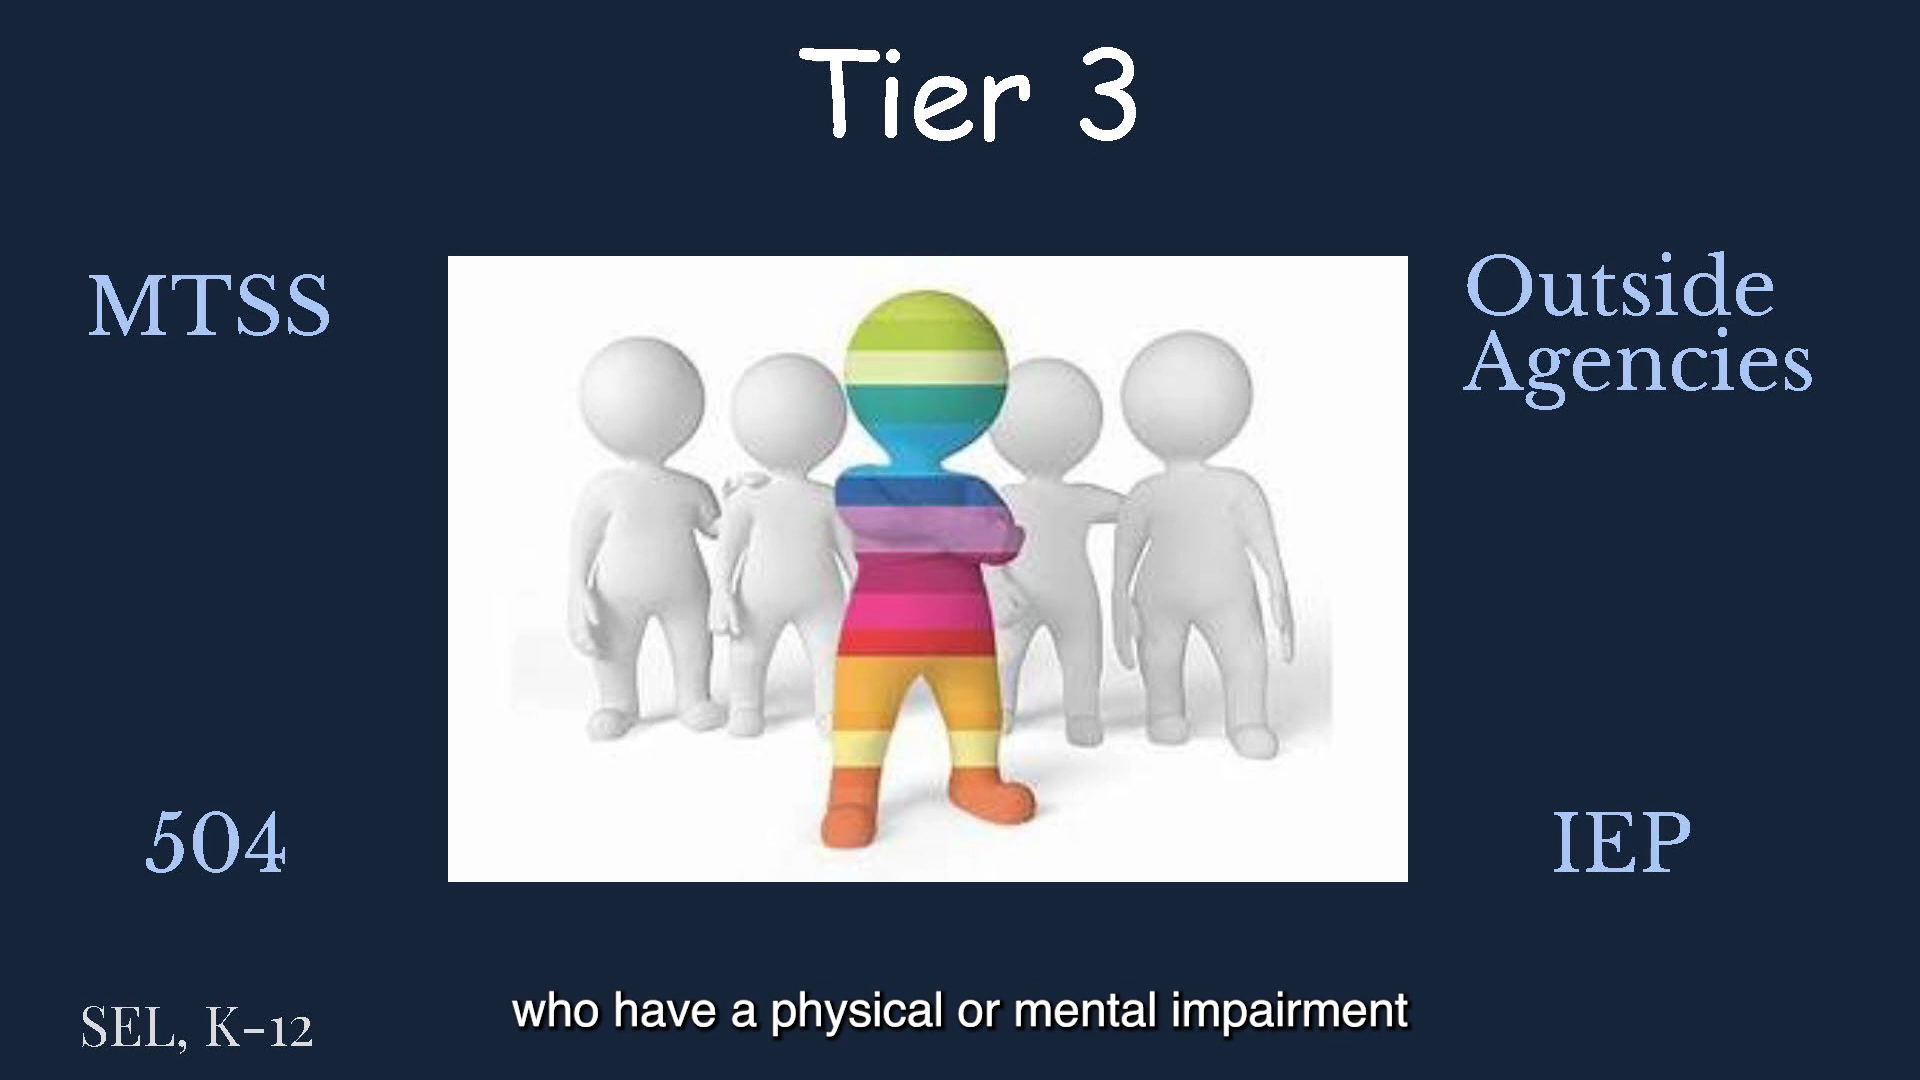 Tier 3
MTSS
Outside
Agencies
504
IEP
SEL, K-12
who have a physical or mental impairment